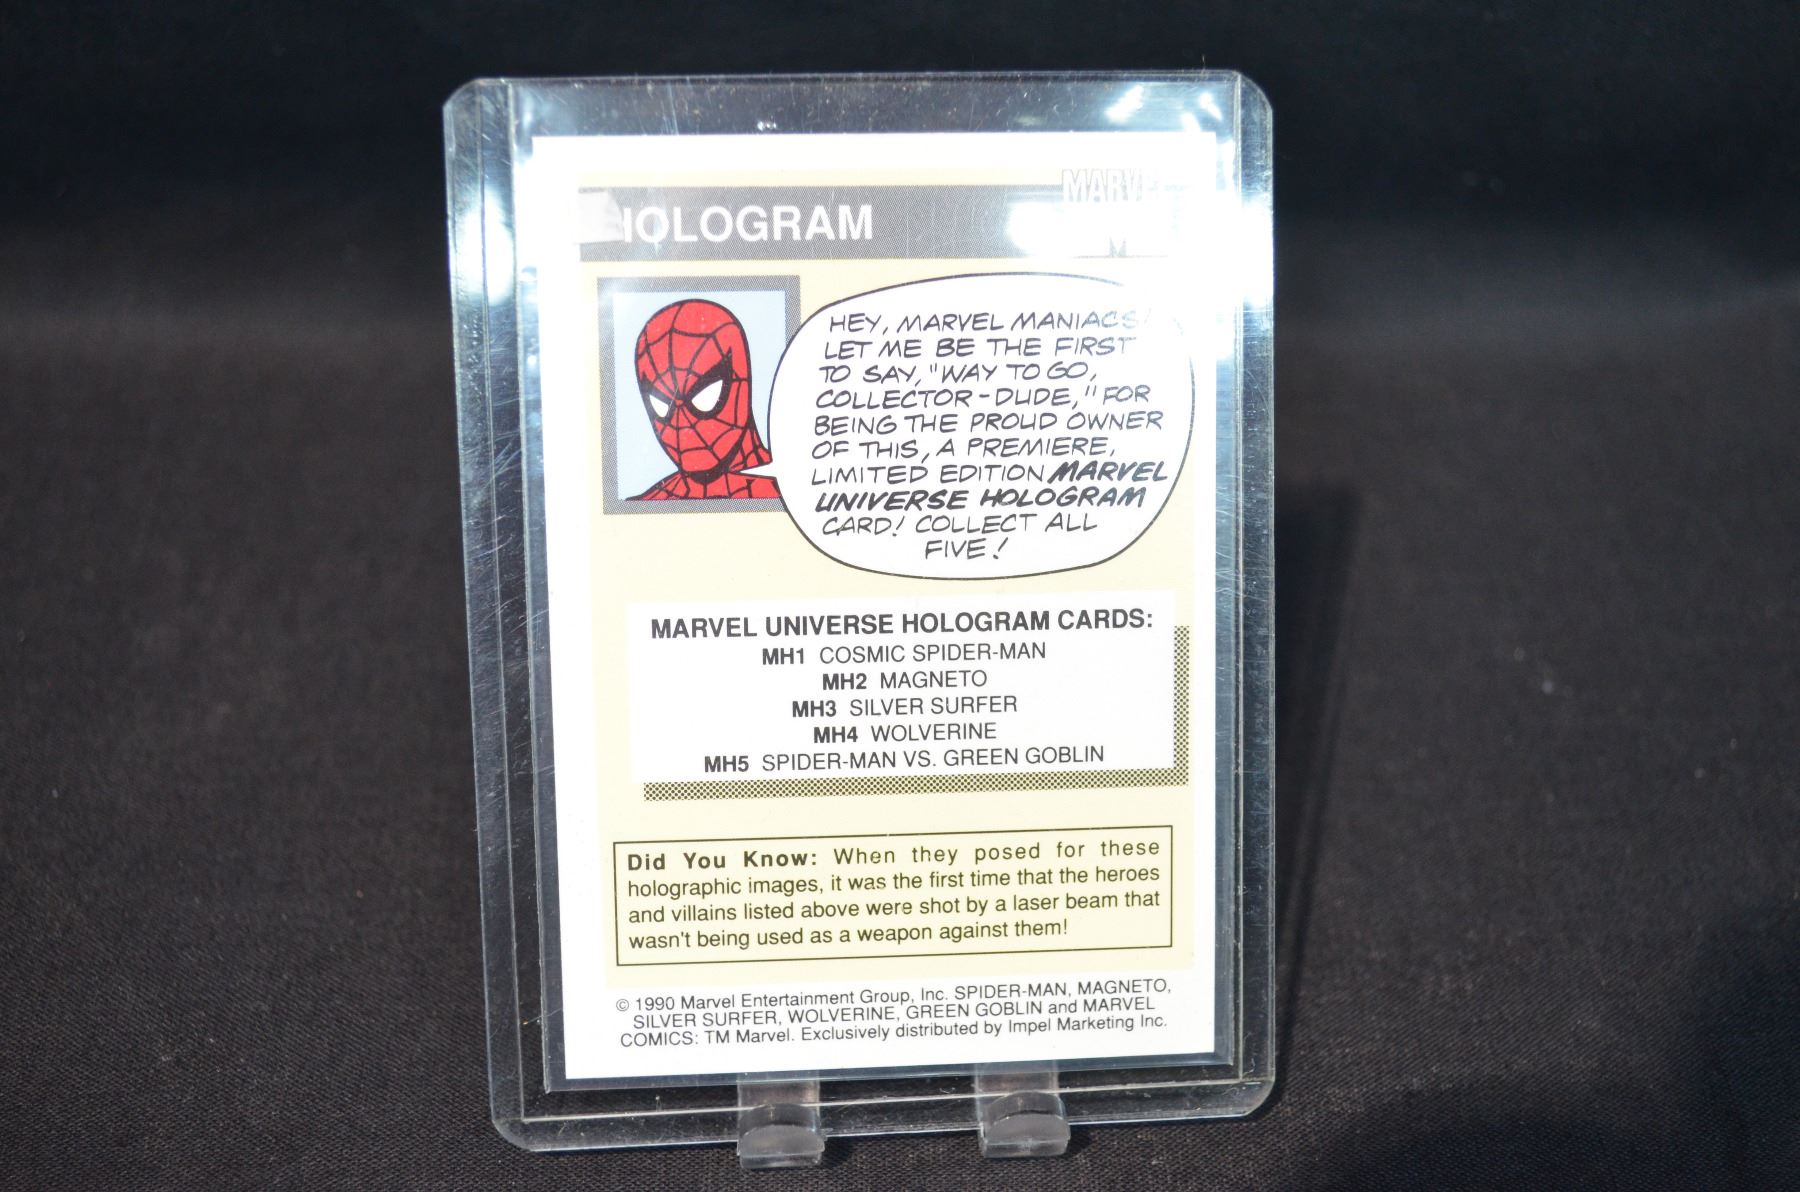 HOLOGRAM
MARVEL
HEY, MARVEL MANIACS!
LET ME BE THE FIRST
TO SAY, "WAY TO GO,
COLLECTOR-DUDE," FOR
BEING THE PROUD OWNER
OF THIS, A PREMIERE,
LIMITED EDITION MARVEL
UNIVERSE HOLOGRAM
CARD! COLLECT ALL
FIVE!
MARVEL UNIVERSE HOLOGRAM CARDS:
MH1 COSMIC SPIDER-MAN
MH2 MAGNETO
MH3 SILVER SURFER
MH4 WOLVERINE
MH5 SPIDER-MAN VS. GREEN GOBLIN
Did You Know: When they posed for these
holographic images, it was the first time that the heroes
and villains listed above were shot by a laser beam that
wasn't being used as a weapon against them!
© 1990 Marvel Entertainment Group, Inc. SPIDER-MAN, MAGNETO,
SILVER SURFER, WOLVERINE, GREEN GOBLIN and MARVEL
COMICS: TM Marvel. Exclusively distributed by Impel Marketing Inc.